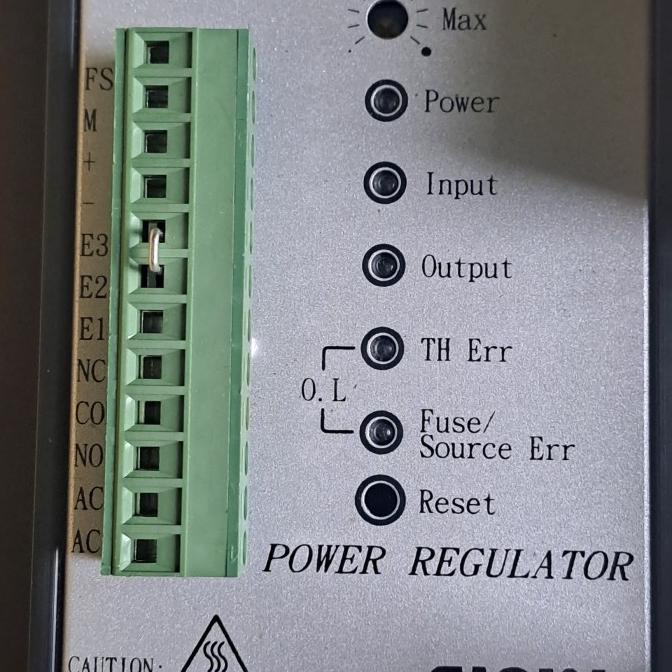 FS
M
+
-
E3
E2
E1
NC
CO
NO
AC
AC
Max
Power
Input
Output
TH Err
O.L
Fuse/
Source Err
Reset
POWER REGULATOR
CAUTION: